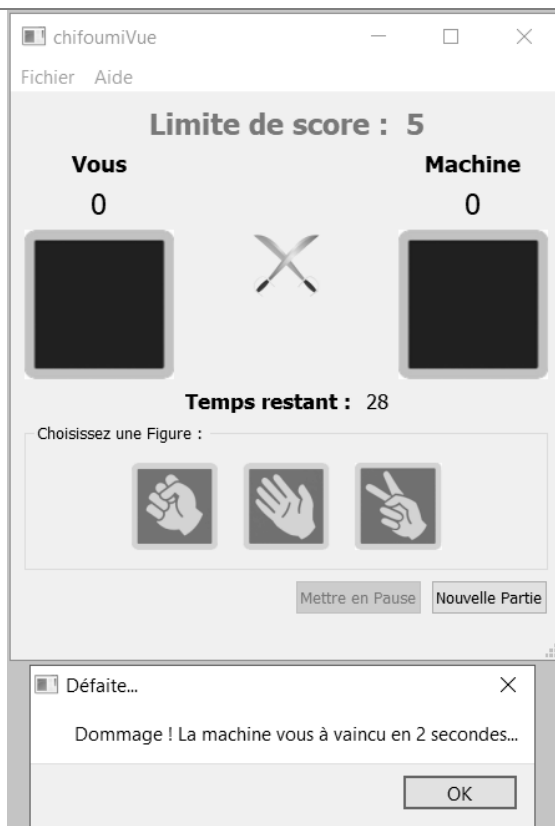 chifoumiVue
Fichier Aide
Limite de score : 5
Vous Machine
0 0
Temps restant : 28
Choisissez une Figure :
Mettre en Pause Nouvelle Partie
Défaite...
Dommage ! La machine vous à vaincu en 2 secondes...
OK